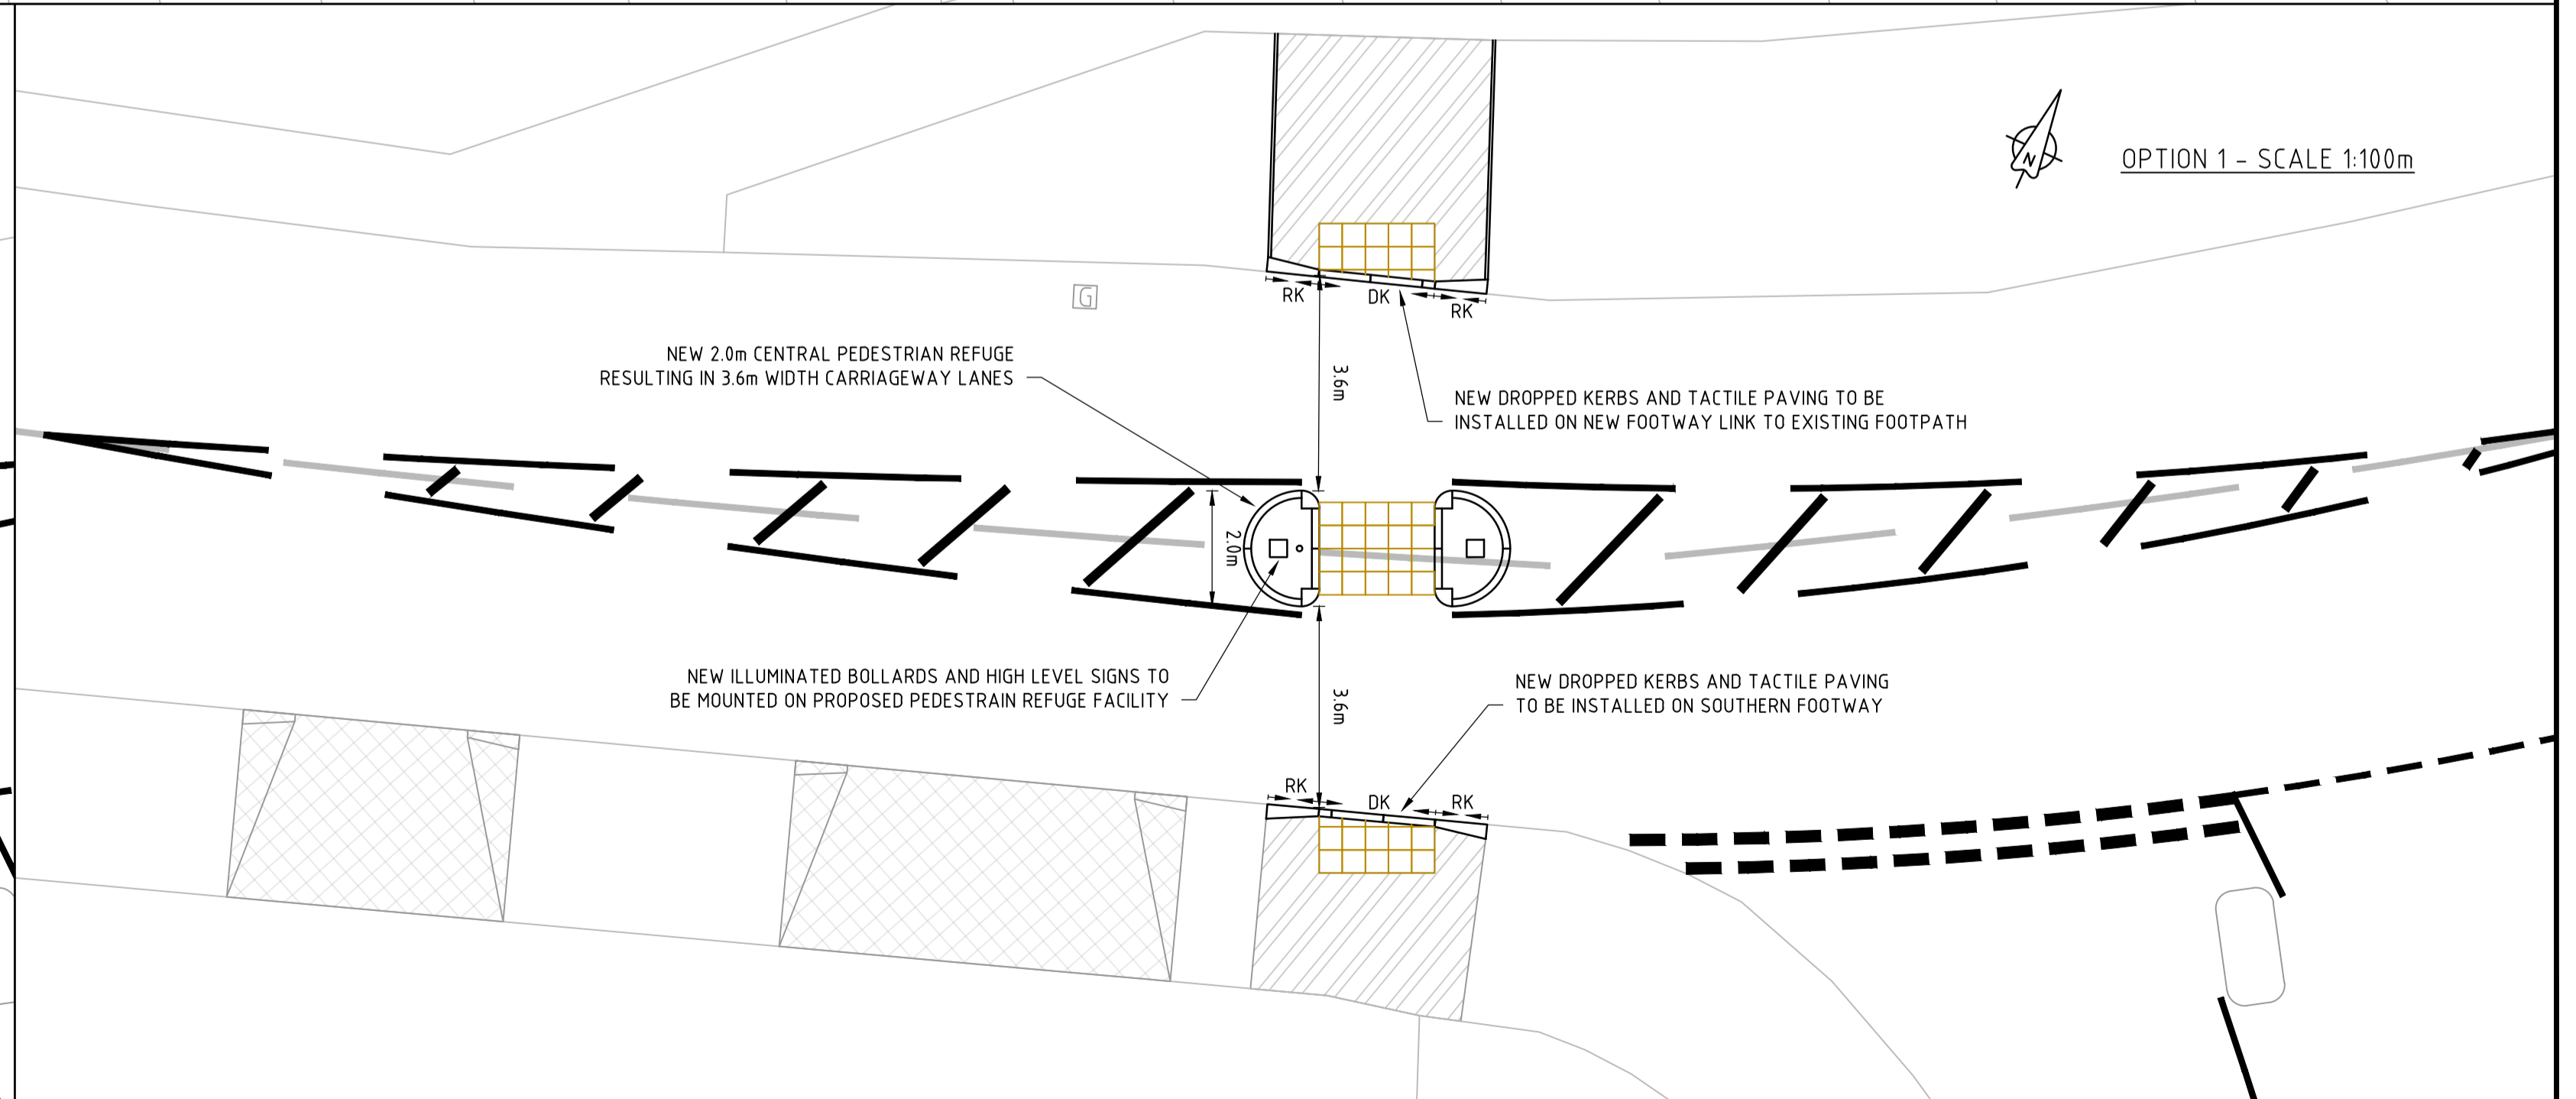 N
OPTION 1 - SCALE 1:100m
RK
DK
RK
G
NEW 2.0m CENTRAL PEDESTRIAN REFUGE
RESULTING IN 3.6m WIDTH CARRIAGEWAY LANES
3.6m
NEW DROPPED KERBS AND TACTILE PAVING TO BE
INSTALLED ON NEW FOOTWAY LINK TO EXISTING FOOTPATH
2.0m
NEW ILLUMINATED BOLLARDS AND HIGH LEVEL SIGNS TO
BE MOUNTED ON PROPOSED PEDESTRAIN REFUGE FACILITY
3.6m
NEW DROPPED KERBS AND TACTILE PAVING
TO BE INSTALLED ON SOUTHERN FOOTWAY
RK
DK
RK